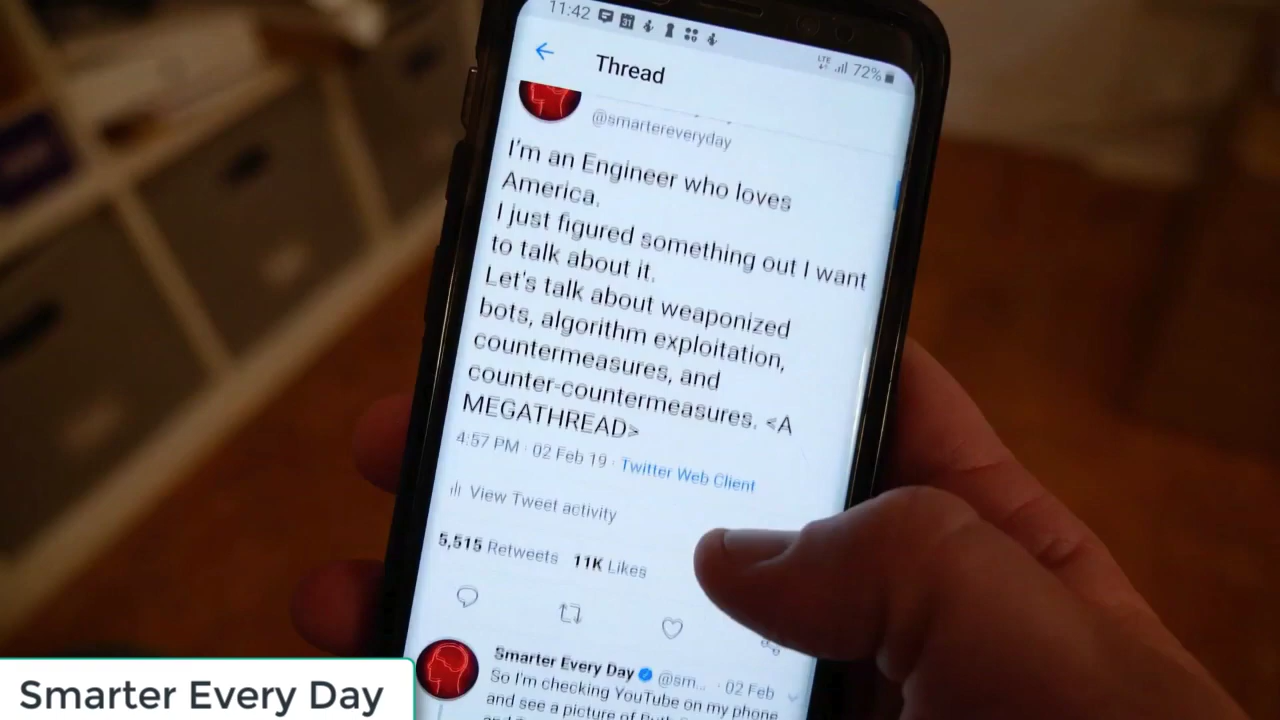 11:42 LTE 72%
Thread
@smartereveryday
I'm an Engineer who loves
America.
I just figured something out I want
to talk about it.
Let's talk about weaponized
bots, algorithm exploitation,
countermeasures, and
counter-countermeasures. <A
MEGATHREAD>
4:57 PM · 02 Feb 19 · Twitter Web Client
View Tweet activity
5,515 Retweets 11K Likes
Smarter Every Day @sm... · 02 Feb
So I'm checking YouTube on my phone
and see a picture of
Smarter Every Day